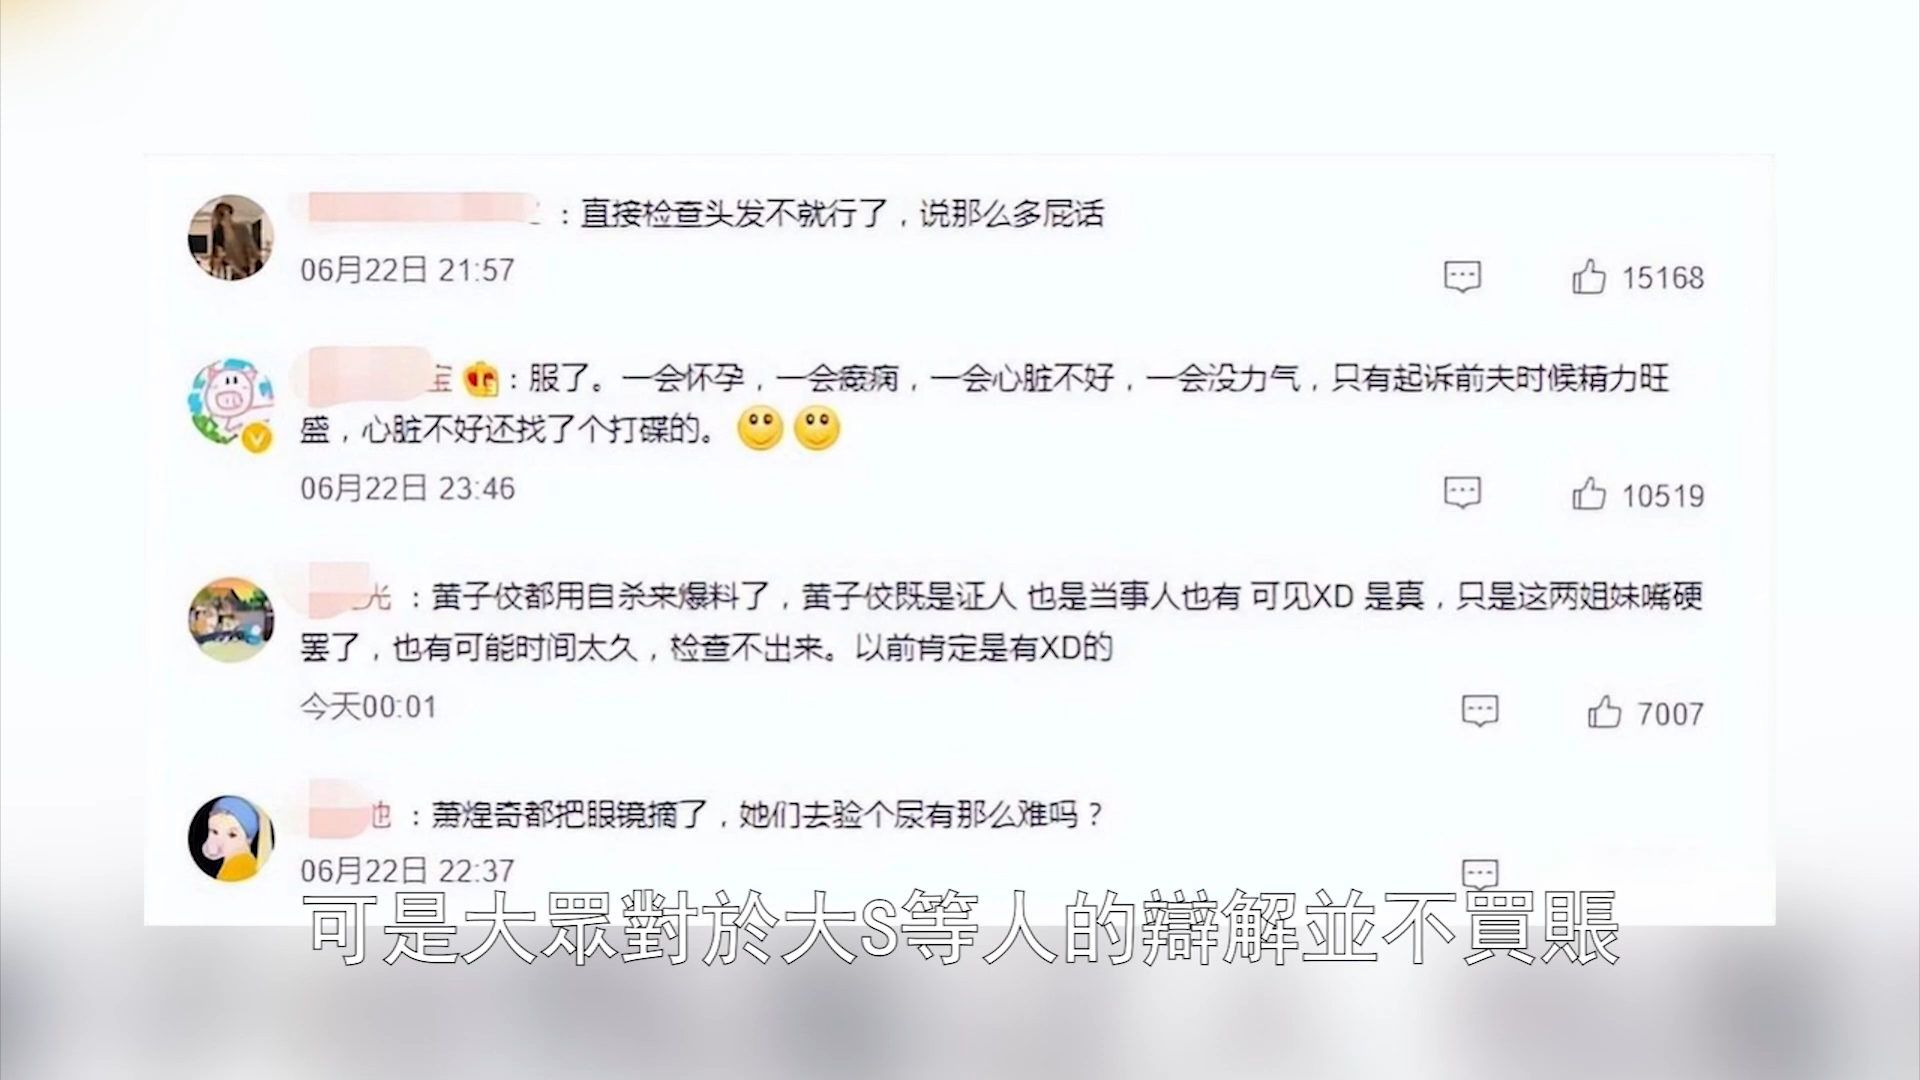 ：直接检查头发不就行了，说那么多屁话
06月22日 21:57
15168
宝：服了。一会怀孕，一会癫痫，一会心脏不好，一会没力气，只有起诉前夫时候精力旺
盛，心脏不好还找了个打碟的。
06月22日 23:46
10519
光：黄子佼都用自杀来爆料了，黄子佼既是证人 也是当事人也有 可见XD 是真，只是这两姐妹嘴硬
罢了，也有可能时间太久，检查不出来。以前肯定是有XD的
今天00:01
7007
也：萧煌奇都把眼镜摘了，她们去验个尿有那么难吗？
06月22日 22:37
可是大眾對於大S等人的辯解並不買賬